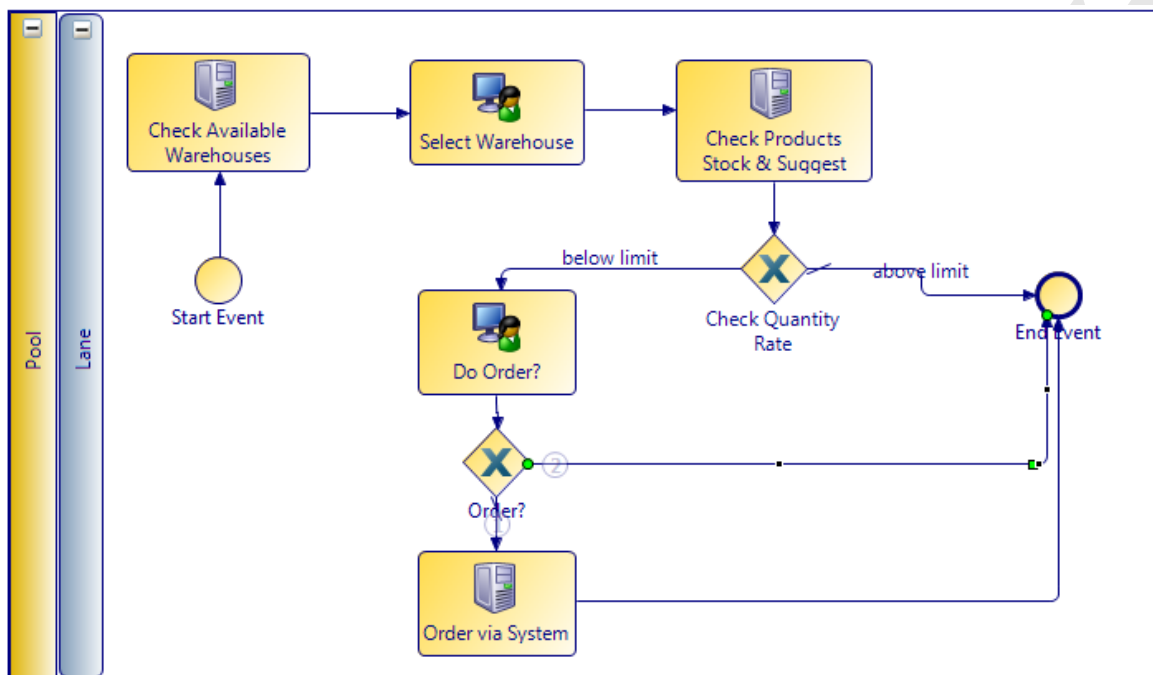 Pool
Lane
Check Available
Warehouses
Select Warehouse
Check Products
Stock & Suggest
Start Event
below limit
above limit
Check Quantity
Rate
End Event
Do Order?
2
Order?
1
Order via System